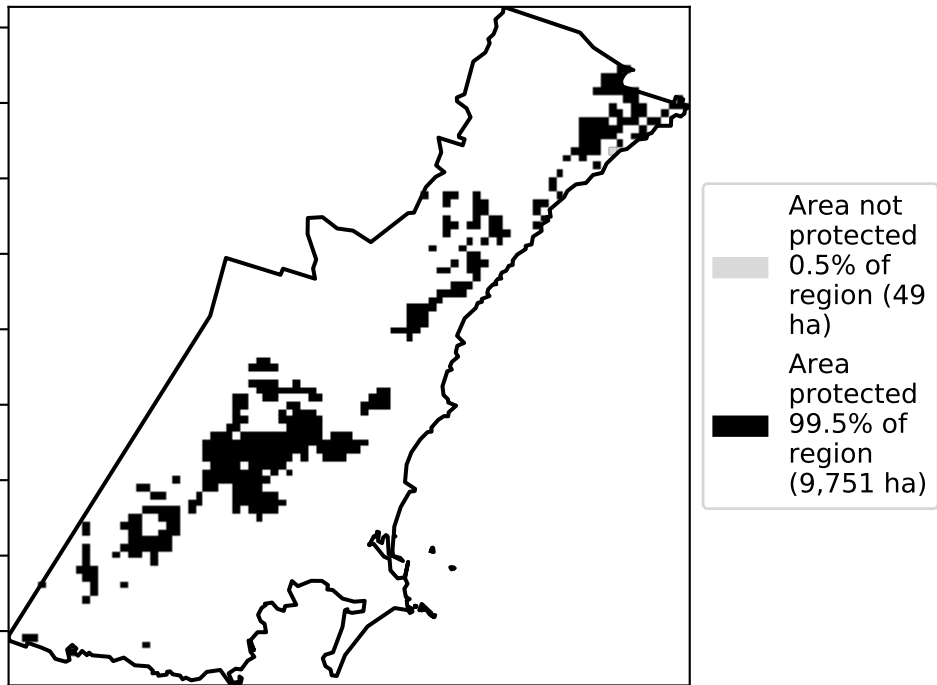 Area not
protected
0.5% of
region (49
ha)
Area
protected
99.5% of
region
(9,751 ha)